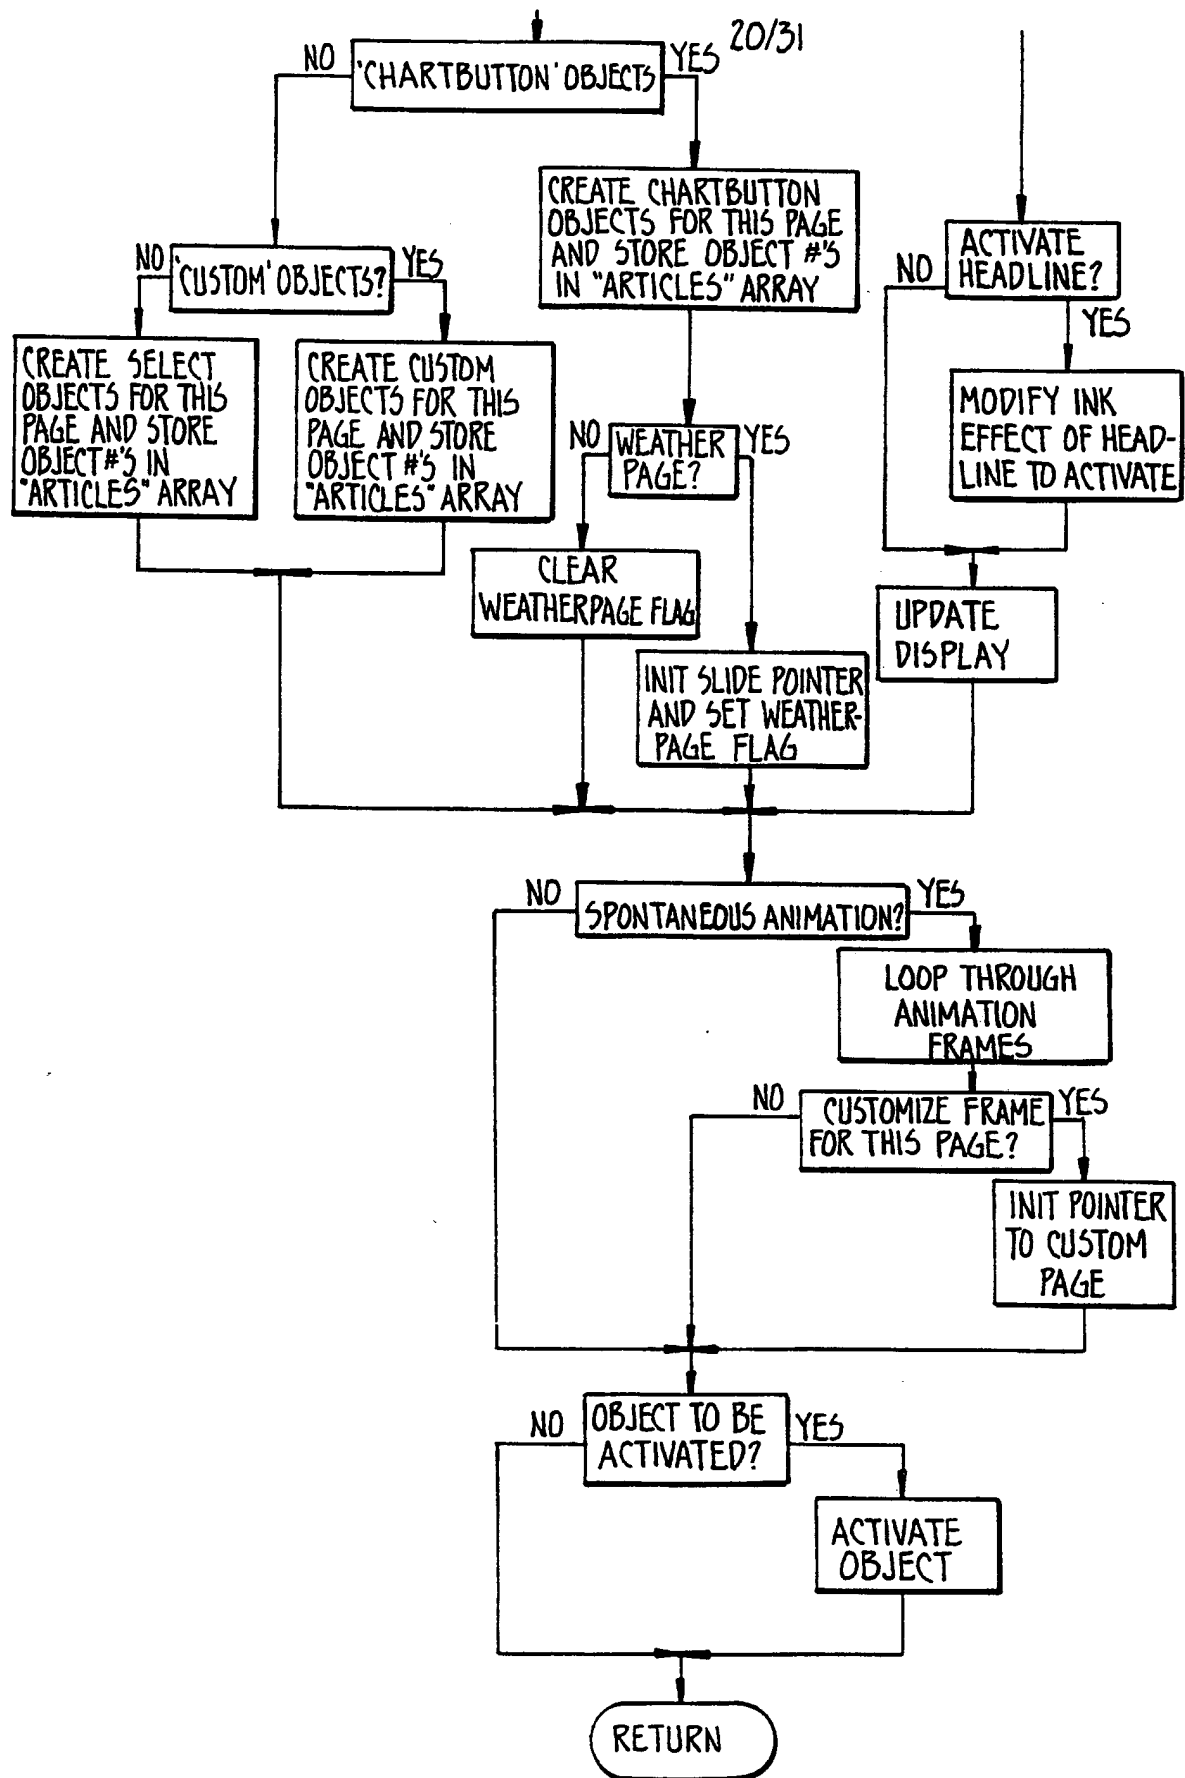 20/31
NO
'CHARTBUTTON' OBJECTS
YES
CREATE CHARTBUTTON
OBJECTS FOR THIS PAGE
AND STORE OBJECT #'S
IN "ARTICLES" ARRAY
NO
'CUSTOM' OBJECTS?
YES
ACTIVATE
HEADLINE?
NO
YES
CREATE SELECT
OBJECTS FOR THIS
PAGE AND STORE
OBJECT #'S IN
"ARTICLES" ARRAY
CREATE CUSTOM
OBJECTS FOR THIS
PAGE AND STORE
OBJECT #'S IN
"ARTICLES" ARRAY
MODIFY INK
EFFECT OF HEAD-
LINE TO ACTIVATE
NO
WEATHER
PAGE?
YES
CLEAR
WEATHERPAGE FLAG
UPDATE
DISPLAY
INIT SLIDE POINTER
AND SET WEATHER-
PAGE FLAG
NO
SPONTANEOUS ANIMATION?
YES
LOOP THROUGH
ANIMATION
FRAMES
NO
CUSTOMIZE FRAME
FOR THIS PAGE?
YES
INIT POINTER
TO CUSTOM
PAGE
NO
OBJECT TO BE
ACTIVATED?
YES
ACTIVATE
OBJECT
RETURN